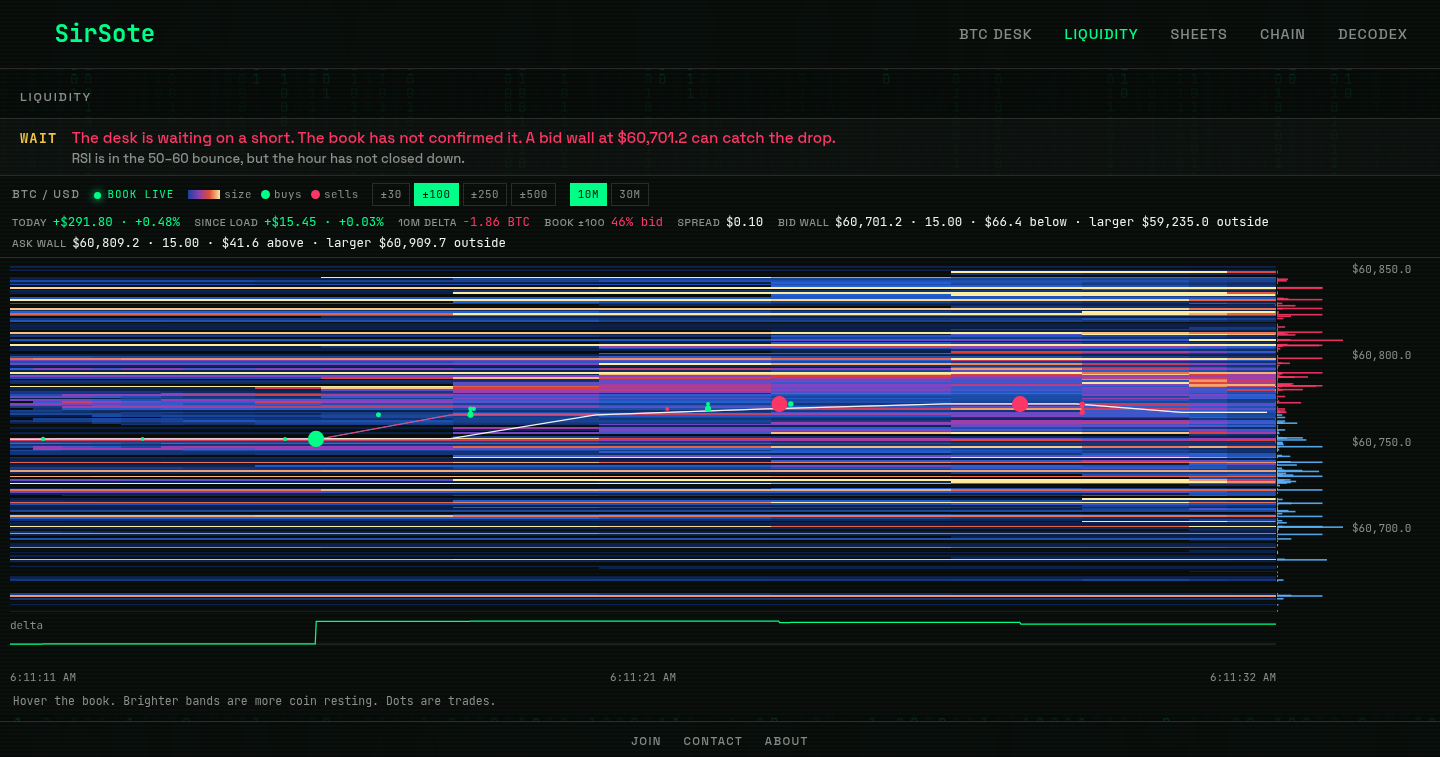 SirSote
BTC DESK LIQUIDITY SHEETS CHAIN DECODEX
LIQUIDITY
WAIT The desk is waiting on a short. The book has not confirmed it. A bid wall at $60,701.2 can catch the drop.
RSI is in the 50–60 bounce, but the hour has not closed down.
BTC / USD BOOK LIVE size buys sells ±30 ±100 ±250 ±500 10M 30M
TODAY +$291.80 · +0.48% SINCE LOAD +$15.45 · +0.03% 10M DELTA -1.86 BTC BOOK ±100 46% bid SPREAD $0.10 BID WALL $60,701.2 · 15.00 · $66.4 below · larger $59,235.0 outside
ASK WALL $60,809.2 · 15.00 · $41.6 above · larger $60,909.7 outside
$60,850.0
$60,800.0
$60,750.0
$60,700.0
delta
6:11:11 AM 6:11:21 AM 6:11:32 AM
Hover the book. Brighter bands are more coin resting. Dots are trades.
JOIN CONTACT ABOUT